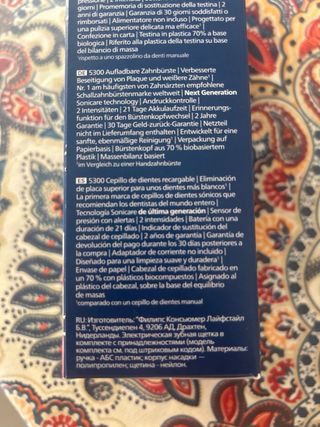 giorni | Promemoria di sostituzione della testina | 2
anni di garanzia | Garanzia di 30 giorni soddisfatti o
rimborsati | Alimentatore non incluso | Progettato per
una pulizia superiore delicata ma efficace¹ |
Confezione in carta | Testina in plastica 70% a base
biologica | Riferito alla plastica della testina su base
del bilancio di massa
¹rispetto a uno spazzolino da denti manuale
DE 5300 Aufladbare Zahnbürste | Verbesserte
Beseitigung von Plaque und weißere Zähne¹ |
Nr. 1 am häufigsten von Zahnärzten empfohlene
Schallzahnbürstenmarke weltweit | Next Generation
Sonicare technology | Andruckkontrolle |
2 Intensitäten | 21 Tage Akkulaufzeit | Erinnerungs-
funktion für den Bürstenkopfwechsel | 2 Jahre
Garantie | 30 Tage Geld-zurück-Garantie | Netzteil
nicht im Lieferumfang enthalten | Entwickelt für eine
sanfte, ebenmäßige Reinigung¹ | Verpackung auf
Papierbasis | Bürstenkopf aus 70 % biobasiertem
Plastik | Massenbilanz basiert
¹im Vergleich zu einer Handzahnbürste
ES 5300 Cepillo de dientes recargable | Eliminación
de placa superior para unos dientes más blancos¹ |
La primera marca de cepillos de dientes sónicos que
recomiendan los dentistas del mundo entero |
Tecnología Sonicare de última generación | Sensor de
presión con alertas | 2 intensidades | Batería con una
duración de 21 días | Indicador de sustitución del
cabezal de cepillado | 2 años de garantía | Garantía
de devolución del pago durante los 30 días posteriores
a la compra | Adaptador de corriente no incluido |
Diseñado para una limpieza suave y duradera¹ |
Envase de papel | Cabezal de cepillado fabricado en
un 70 % con plásticos biocompuestos | Asignado al
plástico del cabezal, sobre la base del equilibrio
de masas
¹comparado con un cepillo de dientes manual
RU: Изготовитель: "Филипс Консьюмер Лайфстайл
Б.В.", Туссендиепен 4, 9206 АД, Драхтен,
Нидерланды. Электрическая зубная щетка в
комплекте с принадлежностями (модель
комплекта см. под штриховым кодом). Материалы:
ручка - АБС пластик; корпус насадки —
полипропилен; щетина - нейлон.